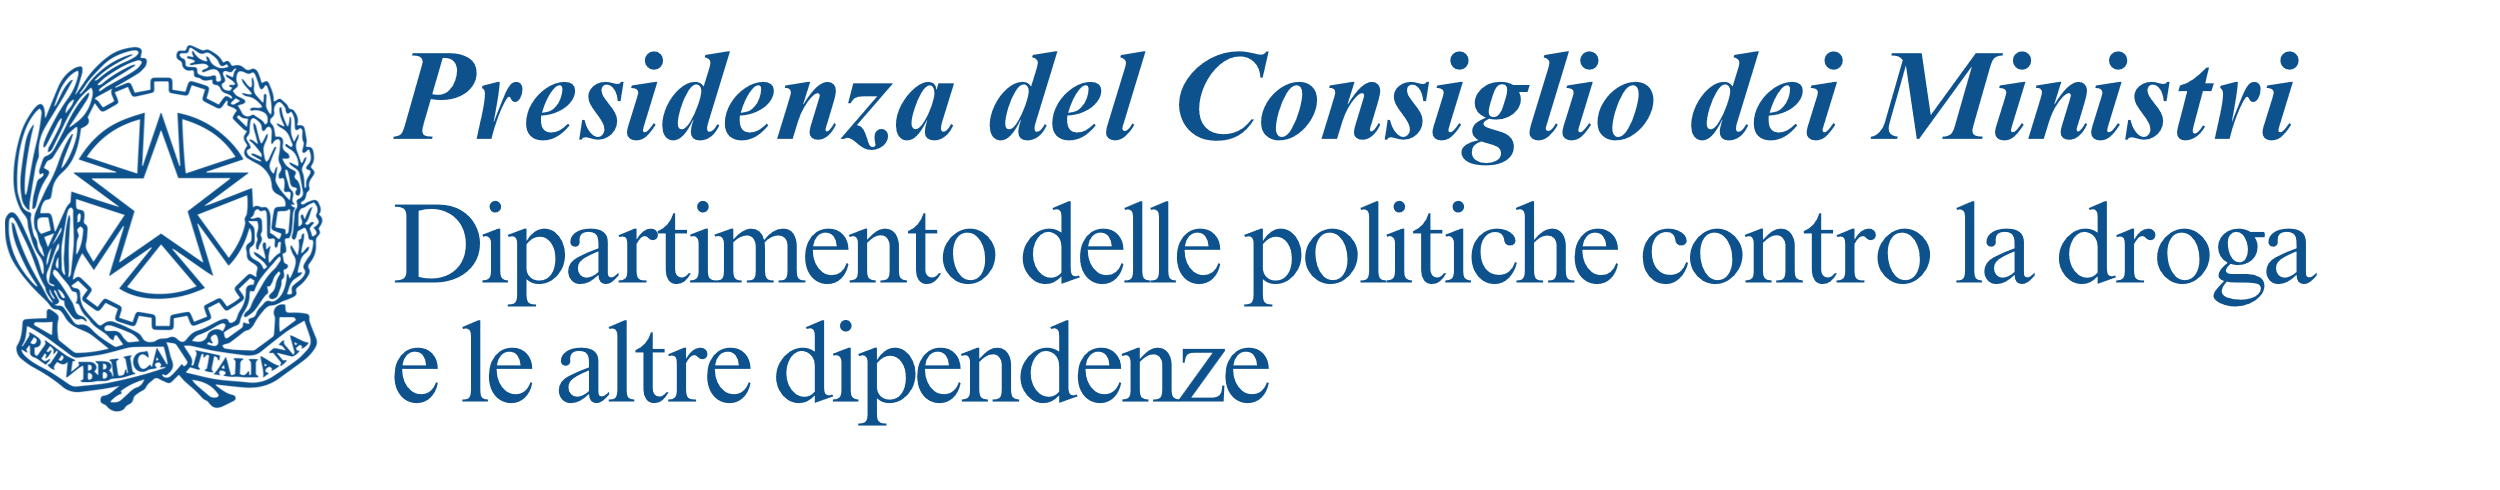 Presidenza del Consiglio dei Ministri
Dipartimento delle politiche contro la droga
e le altre dipendenze
REPVBBLICA ITALIANA